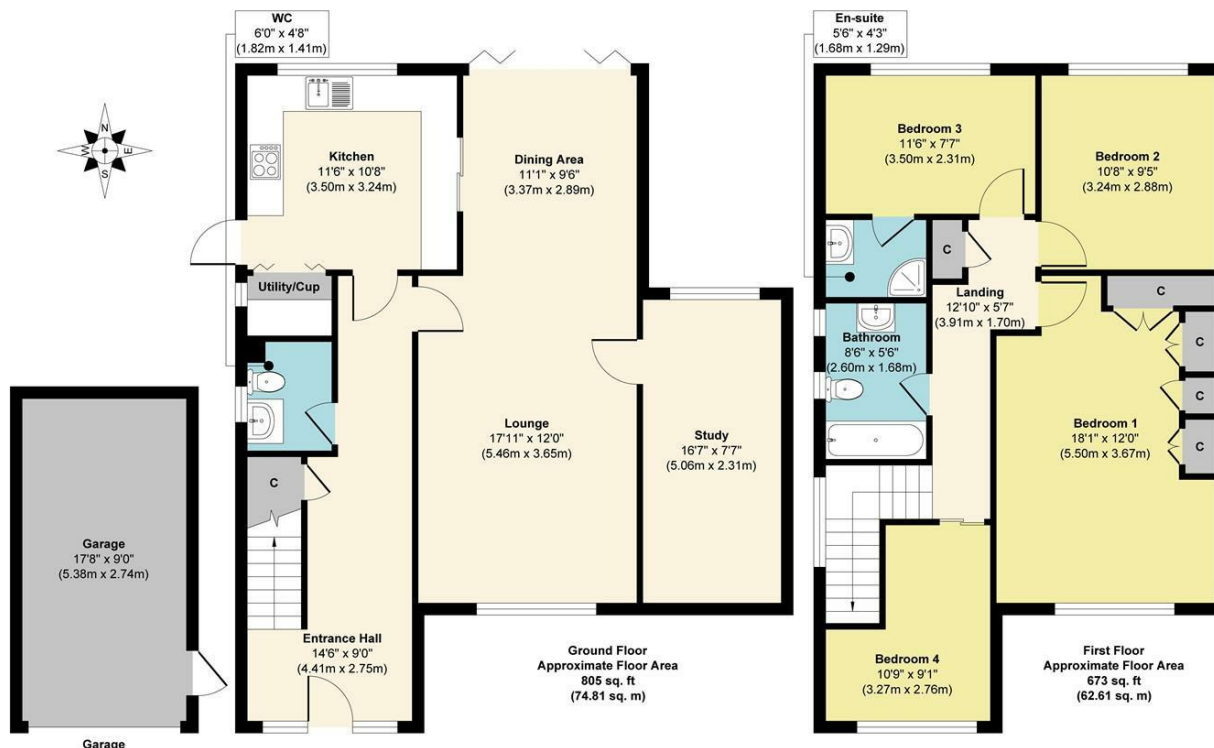 WC
6'0" x 4'8"
(1.82m x 1.41m)
En-suite
5'6" x 4'3"
(1.68m x 1.29m)
N
W
E
S
Kitchen
11'6" x 10'8"
(3.50m x 3.24m)
Dining Area
11'1" x 9'6"
(3.37m x 2.89m)
Bedroom 3
11'6" x 7'7"
(3.50m x 2.31m)
Bedroom 2
10'8" x 9'5"
(3.24m x 2.88m)
Utility/Cup
C
Landing
12'10" x 5'7"
(3.91m x 1.70m)
C
C
C
C
Bathroom
8'6" x 5'6"
(2.60m x 1.68m)
Lounge
17'11" x 12'0"
(5.46m x 3.65m)
Study
16'7" x 7'7"
(5.06m x 2.31m)
Bedroom 1
18'1" x 12'0"
(5.50m x 3.67m)
C
Garage
17'8" x 9'0"
(5.38m x 2.74m)
Entrance Hall
14'6" x 9'0"
(4.41m x 2.75m)
Ground Floor
Approximate Floor Area
805 sq. ft
(74.81 sq. m)
Bedroom 4
10'9" x 9'1"
(3.27m x 2.76m)
First Floor
Approximate Floor Area
673 sq. ft
(62.61 sq. m)
Garage